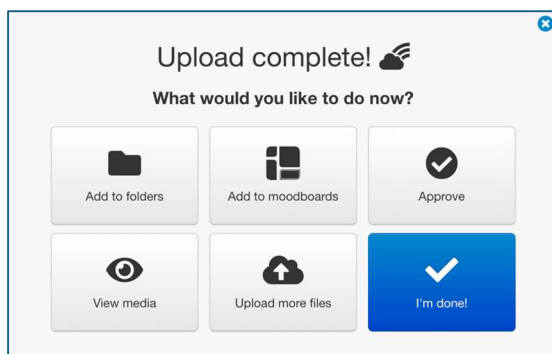 Upload complete!
What would you like to do now?
Add to folders
Add to moodboards
Approve
View media
Upload more files
I'm done!